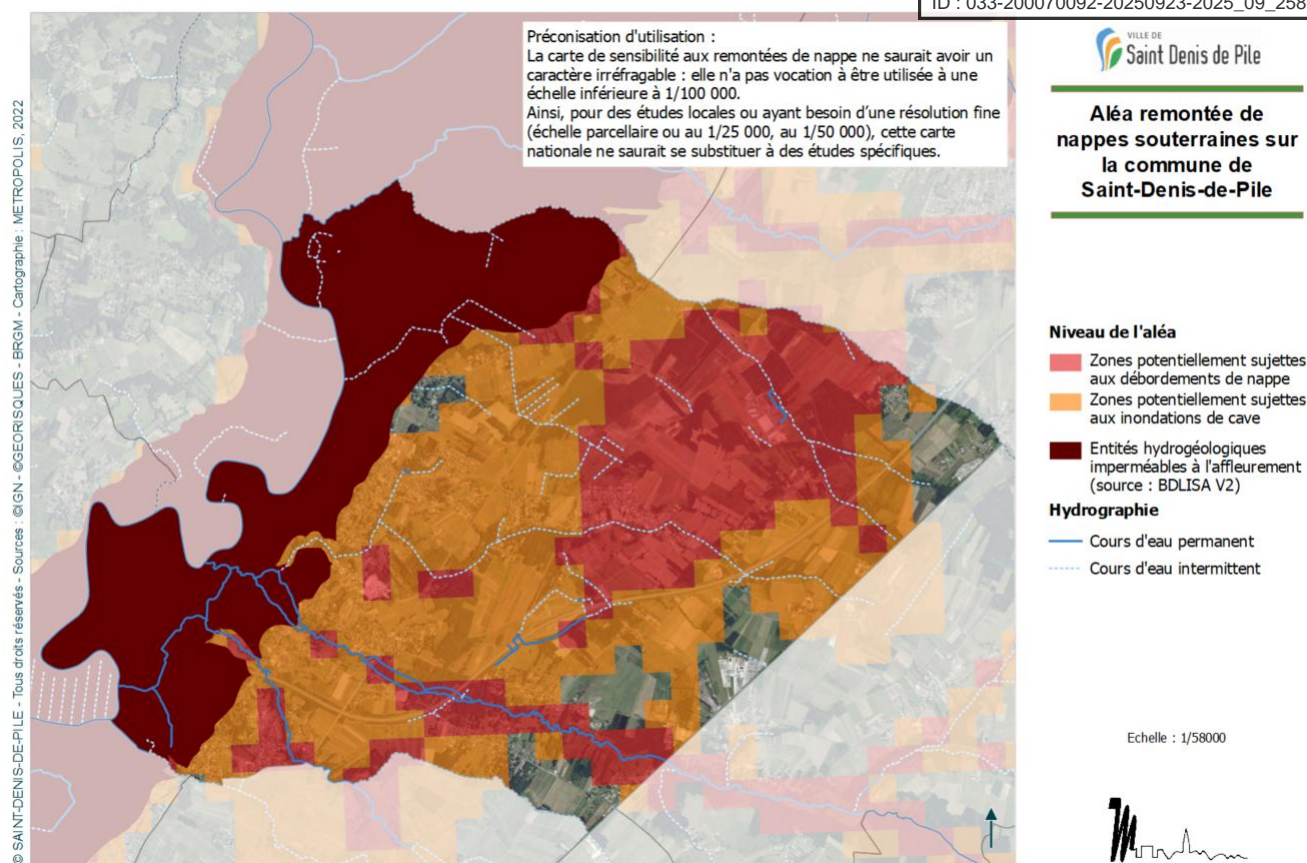 ID : 033-200070092-20250923-2025_09_258
Préconisation d'utilisation :
La carte de sensibilité aux remontées de nappe ne saurait avoir un
caractère irréfragable : elle n'a pas vocation à être utilisée à une
échelle inférieure à 1/100 000.
Ainsi, pour des études locales ou ayant besoin d'une résolution fine
(échelle parcellaire ou au 1/25 000, au 1/50 000), cette carte
nationale ne saurait se substituer à des études spécifiques.
VILLE DE
Saint Denis de Pile
Aléa remontée de
nappes souterraines sur
la commune de
Saint-Denis-de-Pile
Niveau de l'aléa
Zones potentiellement sujettes
aux débordements de nappe
Zones potentiellement sujettes
aux inondations de cave
Entités hydrogéologiques
imperméables à l'affleurement
(source : BDLISA V2)
Hydrographie
Cours d'eau permanent
Cours d'eau intermittent
Echelle : 1/58000
© SAINT-DENIS-DE-PILE - Tous droits réservés - Sources : ©IGN - ©GEORISQUES - BRGM - Cartographie : METROPOLIS, 2022